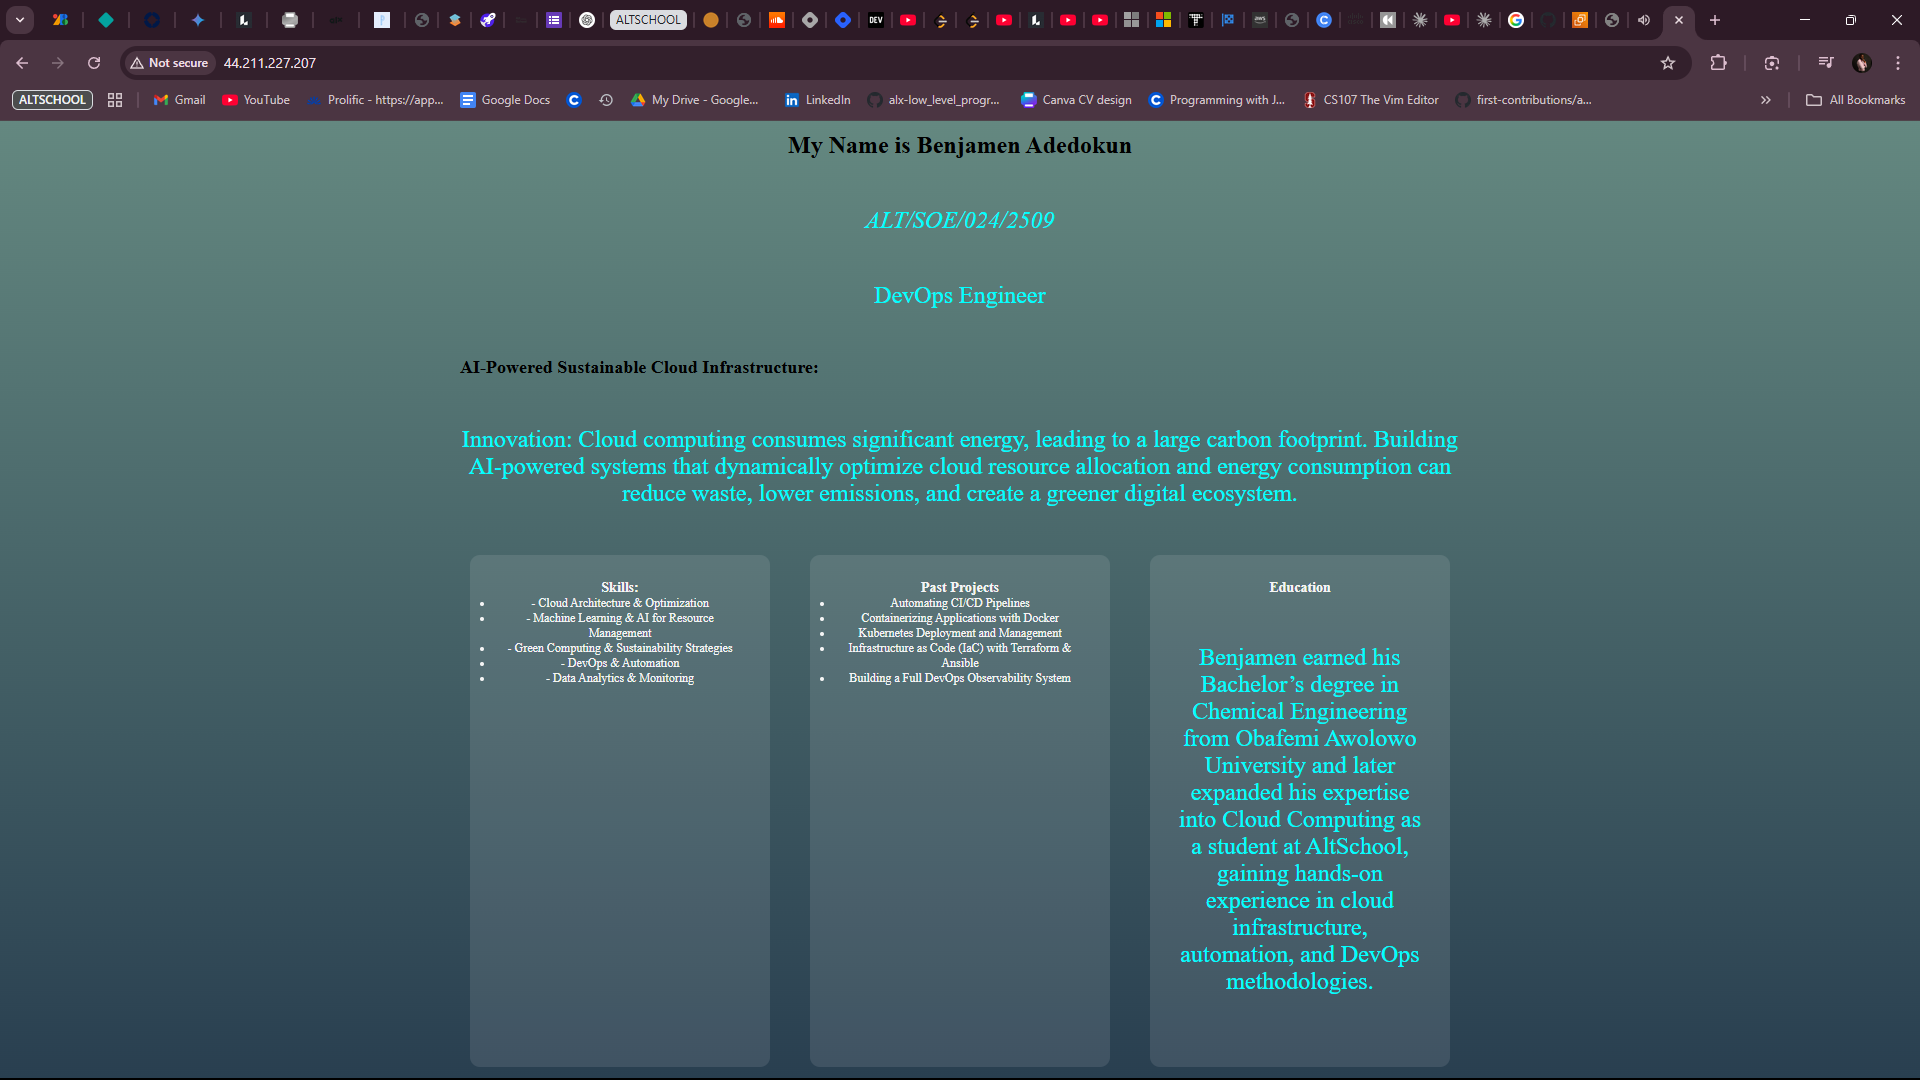 ALTSCHOOL
DEV
aws
Not secure
44.211.227.207
ALTSCHOOL
Gmail
YouTube
Prolific - https://app...
Google Docs
My Drive - Google...
LinkedIn
alx-low_level_progr...
Canva CV design
Programming with J...
CS107 The Vim Editor
first-contributions/a...
All Bookmarks
My Name is Benjamen Adedokun
ALT/SOE/024/2509
DevOps Engineer
AI-Powered Sustainable Cloud Infrastructure:
Innovation: Cloud computing consumes significant energy, leading to a large carbon footprint. Building
AI-powered systems that dynamically optimize cloud resource allocation and energy consumption can
reduce waste, lower emissions, and create a greener digital ecosystem.
Skills:
- Cloud Architecture & Optimization
- Machine Learning & AI for Resource
Management
- Green Computing & Sustainability Strategies
- DevOps & Automation
- Data Analytics & Monitoring
Past Projects
Automating CI/CD Pipelines
Containerizing Applications with Docker
Kubernetes Deployment and Management
Infrastructure as Code (IaC) with Terraform &
Ansible
Building a Full DevOps Observability System
Education
Benjamen earned his
Bachelor’s degree in
Chemical Engineering
from Obafemi Awolowo
University and later
expanded his expertise
into Cloud Computing as
a student at AltSchool,
gaining hands-on
experience in cloud
infrastructure,
automation, and DevOps
methodologies.